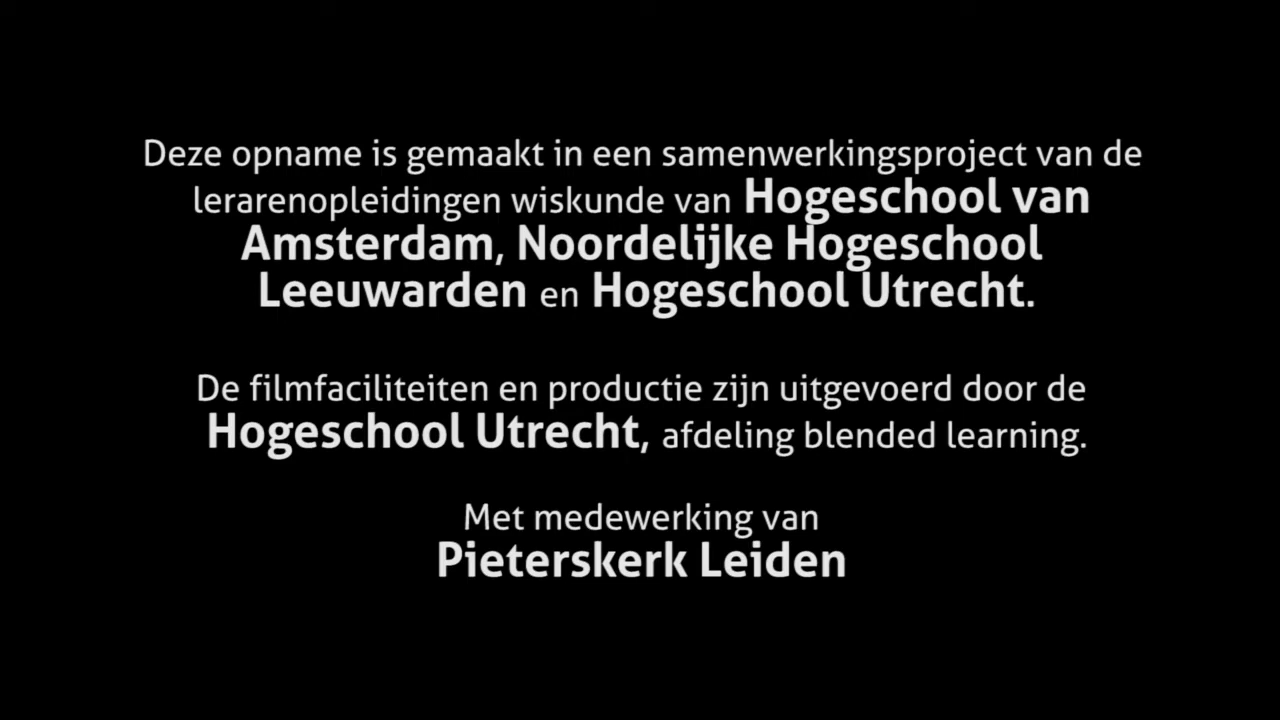 Deze opname is gemaakt in een samenwerkingsproject van de
lerarenopleidingen wiskunde van Hogeschool van
Amsterdam, Noordelijke Hogeschool
Leeuwarden en Hogeschool Utrecht.
De filmfaciliteiten en productie zijn uitgevoerd door de
Hogeschool Utrecht, afdeling blended learning.
Met medewerking van
Pieterskerk Leiden